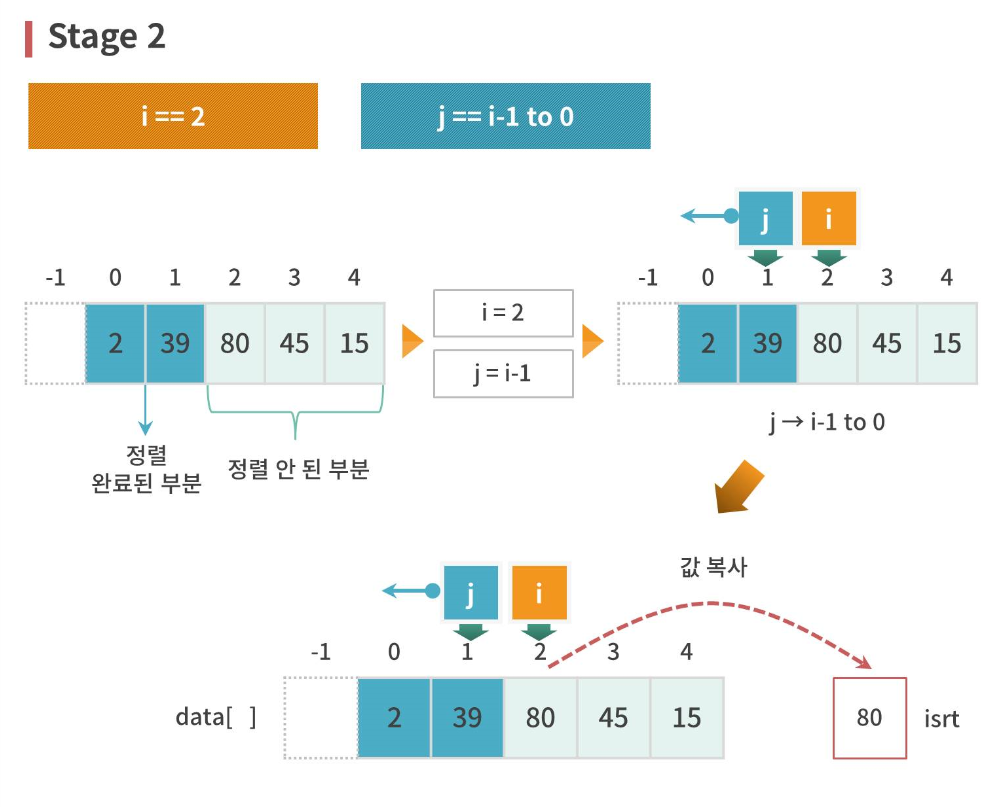 Stage 2
i == 2
j == i-1 to 0
j i
-1 0 1 2 3 4
2 39 80 45 15
i = 2
j = i-1
-1 0 1 2 3 4
2 39 80 45 15
정렬
완료된 부분
정렬 안 된 부분
j → i-1 to 0
값 복사
j i
-1 0 1 2 3 4
data[ ] 2 39 80 45 15
80 isrt